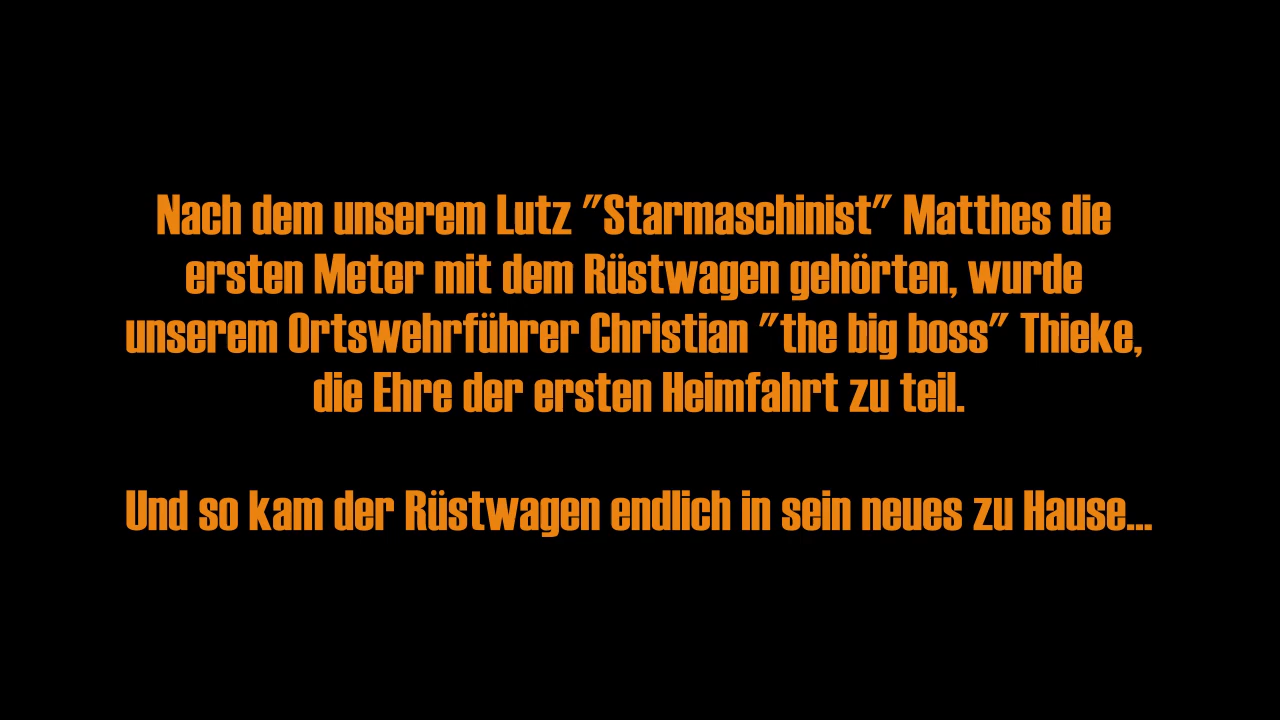 Nach dem unserem Lutz "Starmaschinist" Matthes die
ersten Meter mit dem Rüstwagen gehörten, wurde
unserem Ortswehrführer Christian "the big boss" Thieke,
die Ehre der ersten Heimfahrt zu teil.
Und so kam der Rüstwagen endlich in sein neues zu Hause...